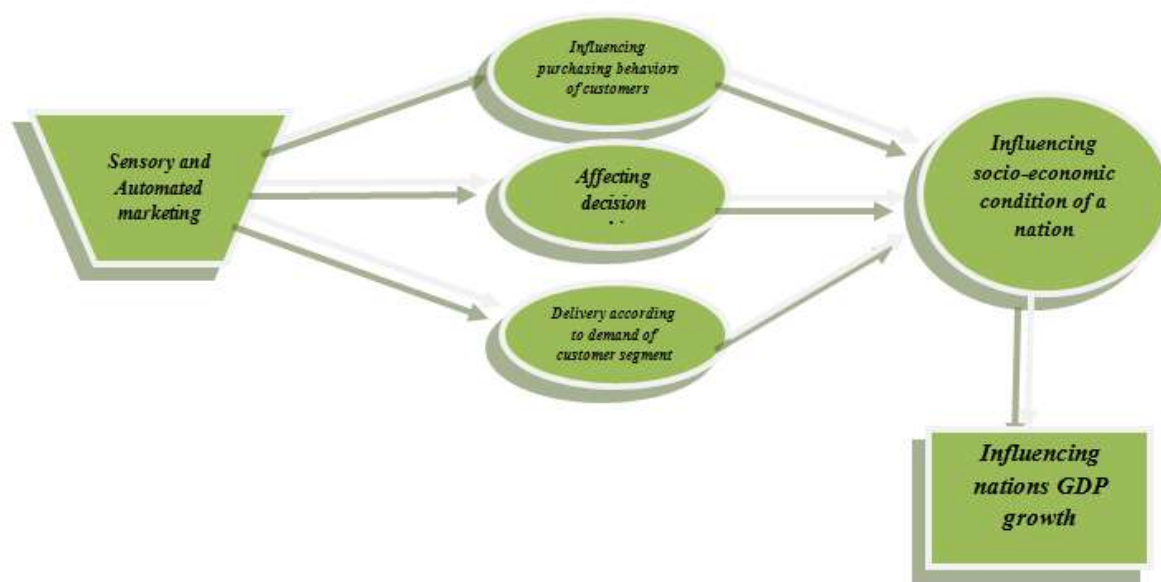 Influencing
purchasing behaviors
of customers
Sensory and
Automated
marketing
Affecting
decision
Influencing
socio-economic
condition of a
nation
Delivery according
to demand of
customer segment
Influencing
nations GDP
growth